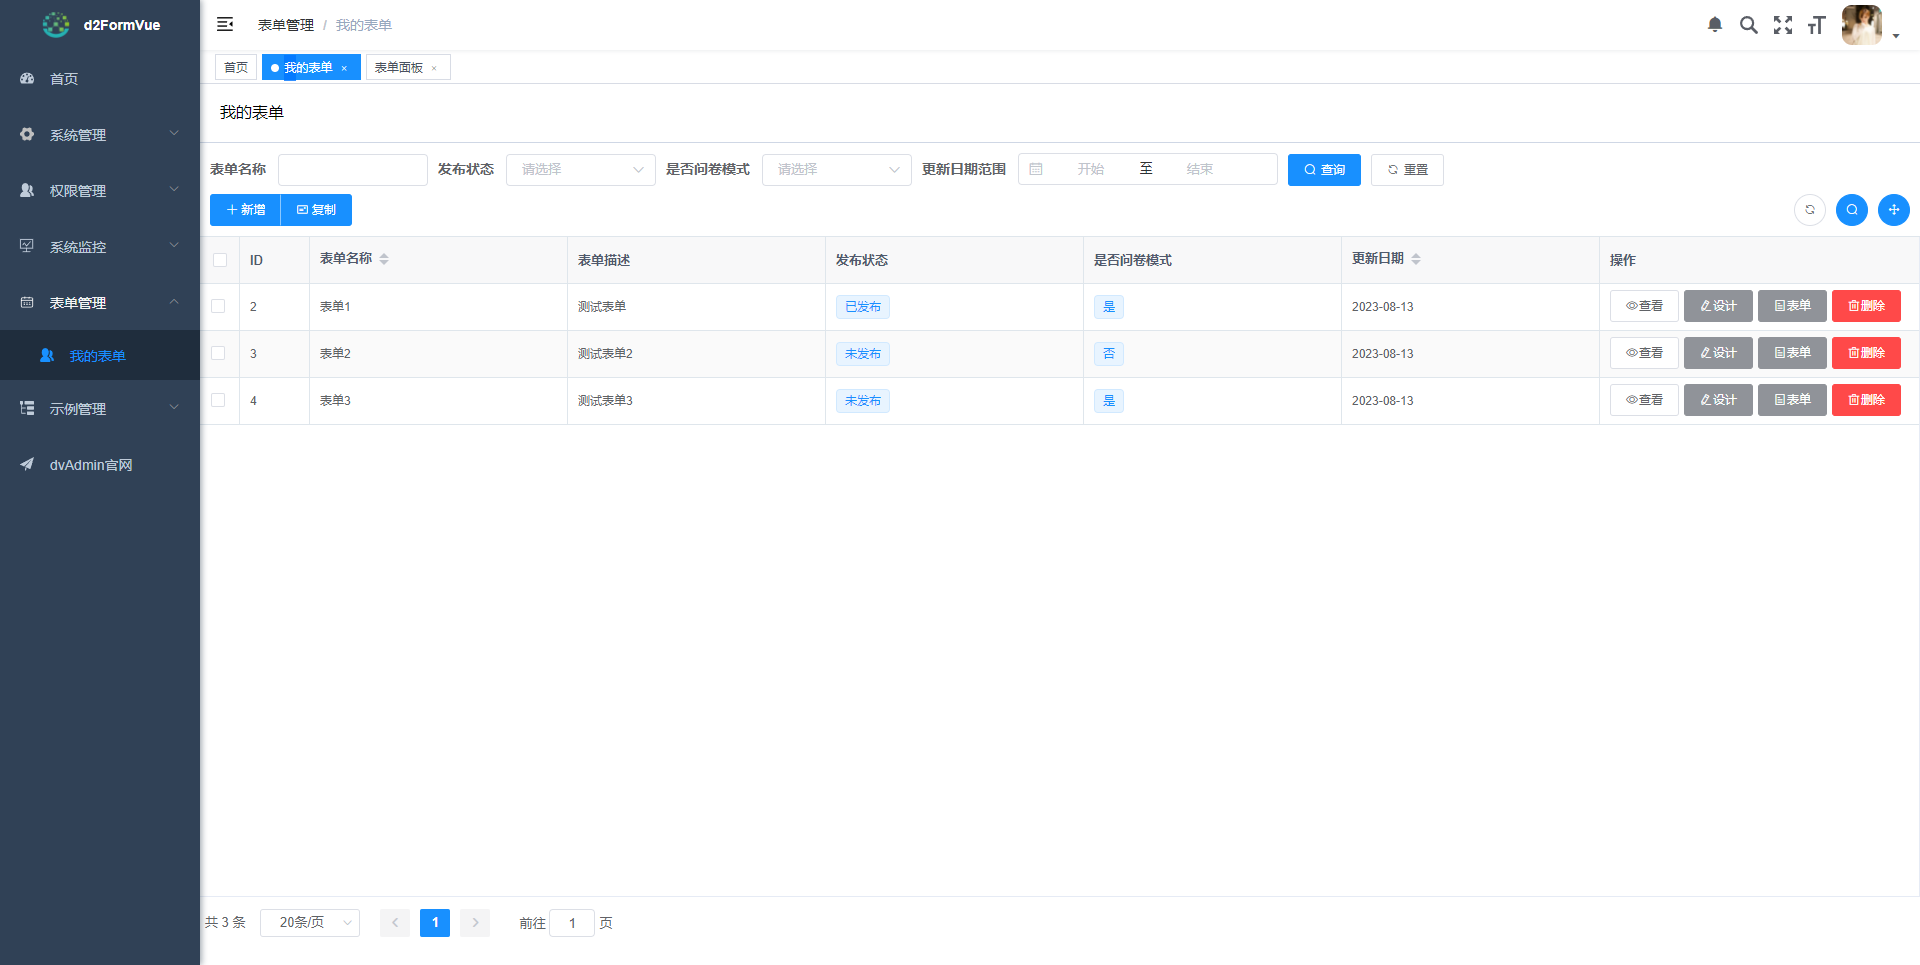 d2FormVue
首页
系统管理
权限管理
系统监控
表单管理
我的表单
示例管理
dvAdmin官网
表单管理 / 我的表单
首页
我的表单 ×
表单面板 ×
我的表单
表单名称 发布状态 请选择 是否问卷模式 请选择 更新日期范围 开始 至 结束 查询 重置
新增 复制
ID 表单名称 表单描述 发布状态 是否问卷模式 更新日期 操作
2 表单1 测试表单 已发布 是 2023-08-13 查看 设计 表单 删除
3 表单2 测试表单2 未发布 否 2023-08-13 查看 设计 表单 删除
4 表单3 测试表单3 未发布 是 2023-08-13 查看 设计 表单 删除
共 3 条 20条/页 1 前往 1 页